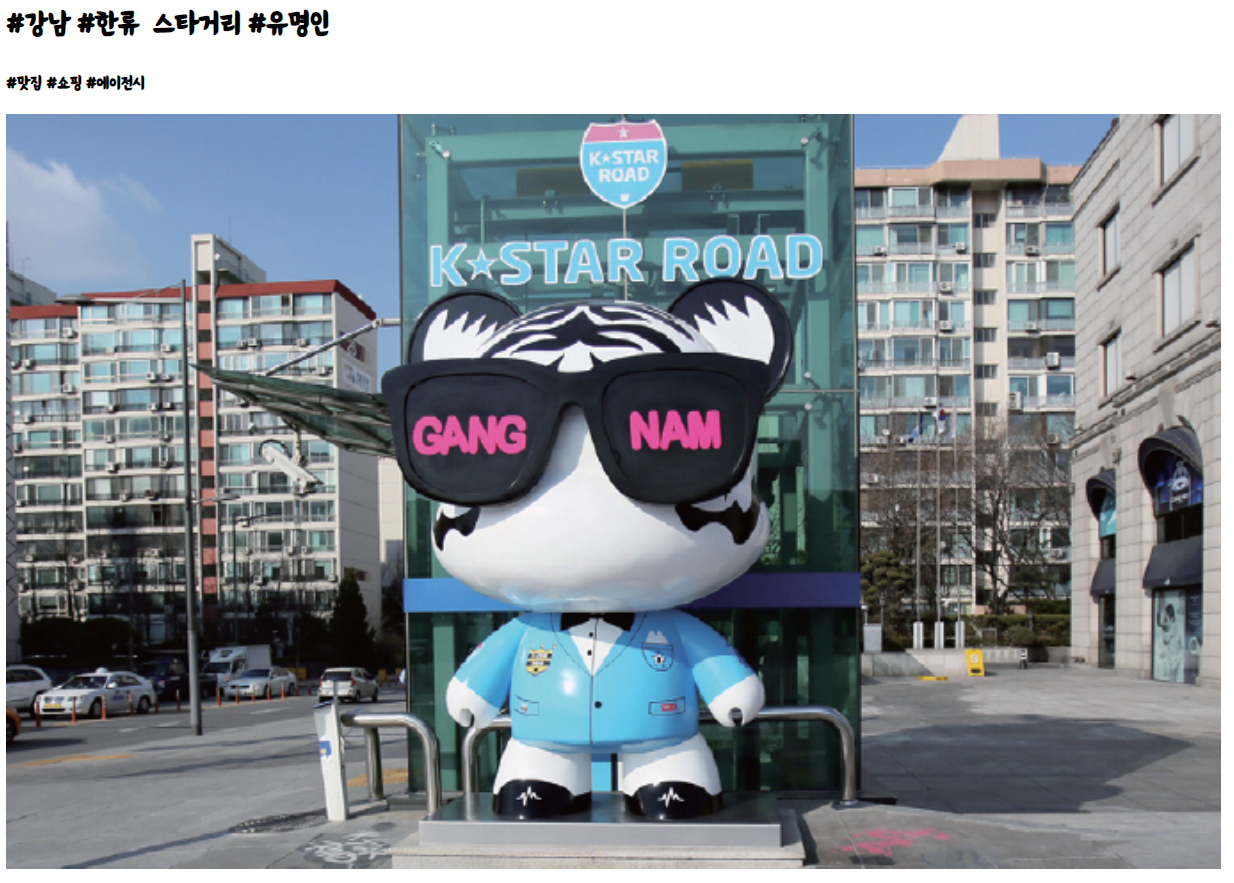 #강남 #한류 스타거리 #유명인
#맛집 #쇼핑 #에이전시
K★STAR
ROAD
K★STAR ROAD
GANG NAM